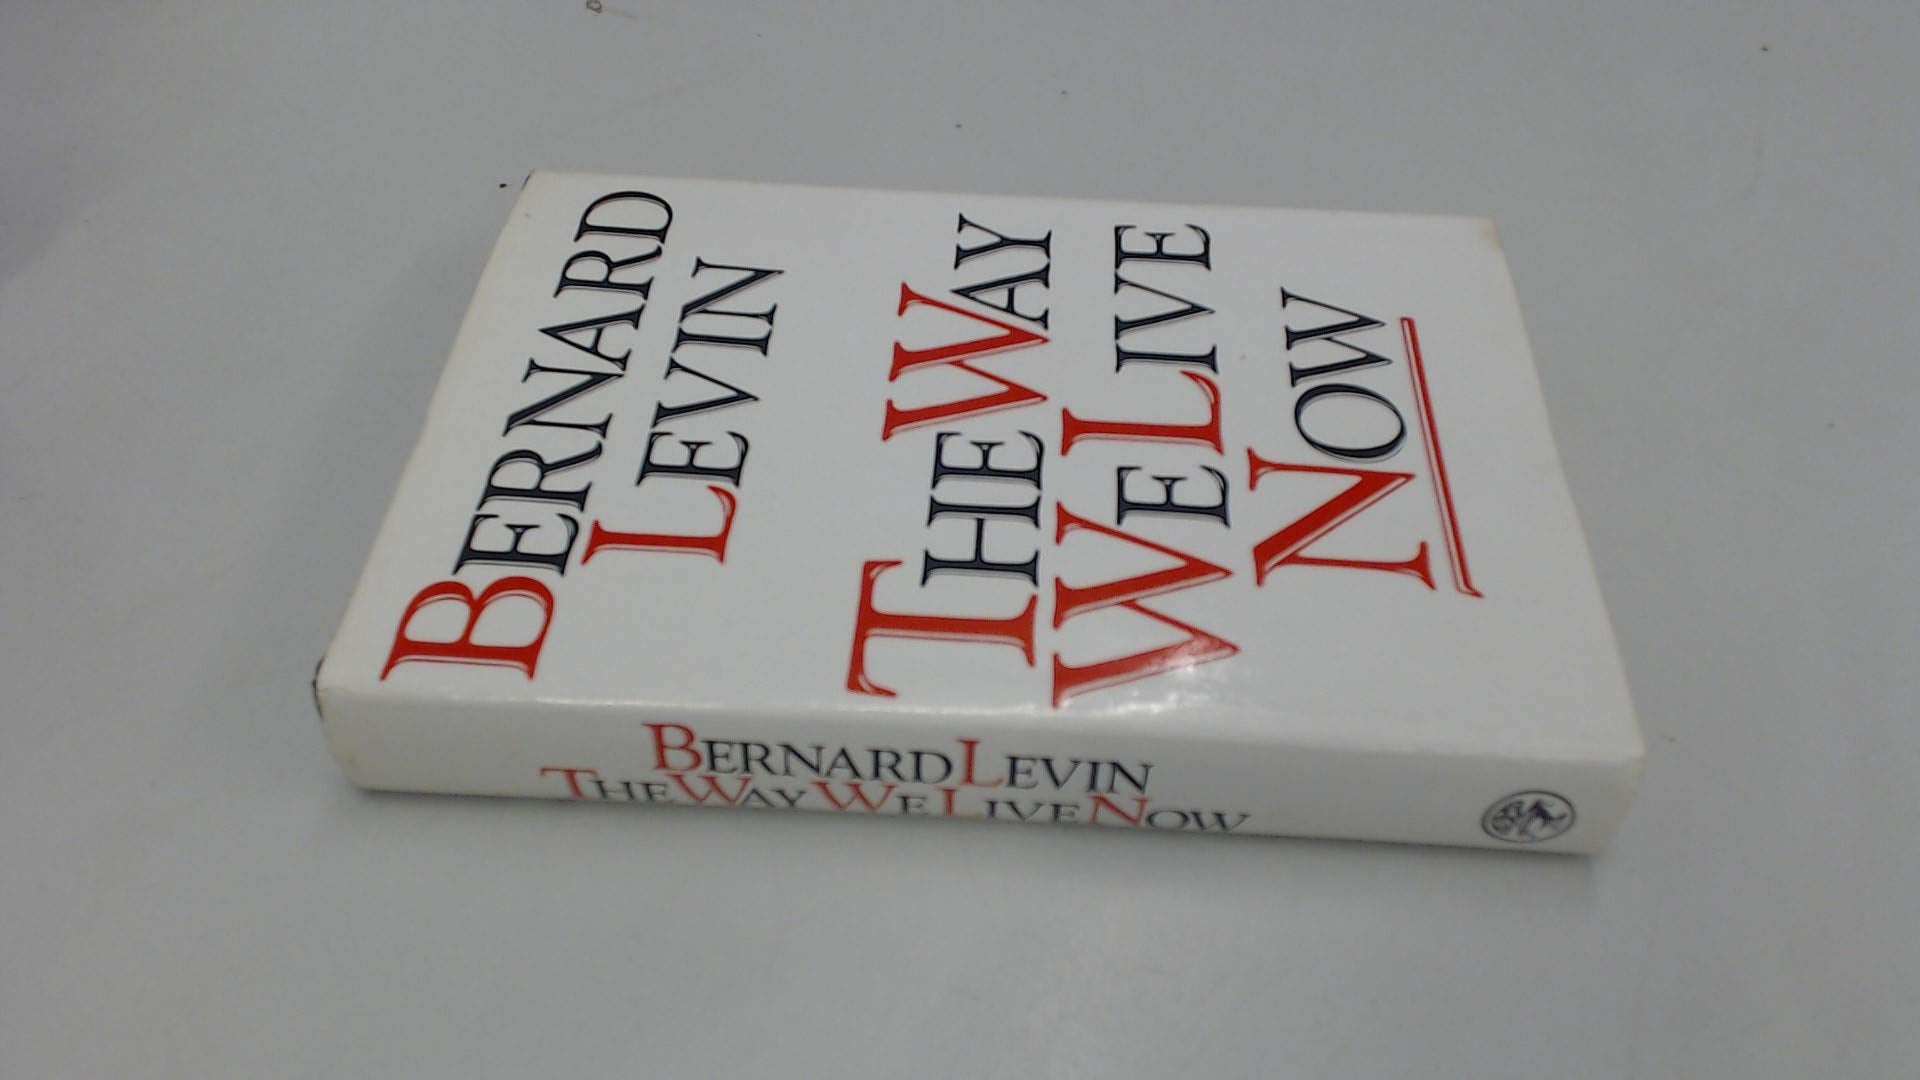 BERNARD
LEVIN
THE WAY
WE LIVE
NOW
BERNARD LEVIN
THE WAY WE LIVE NOW